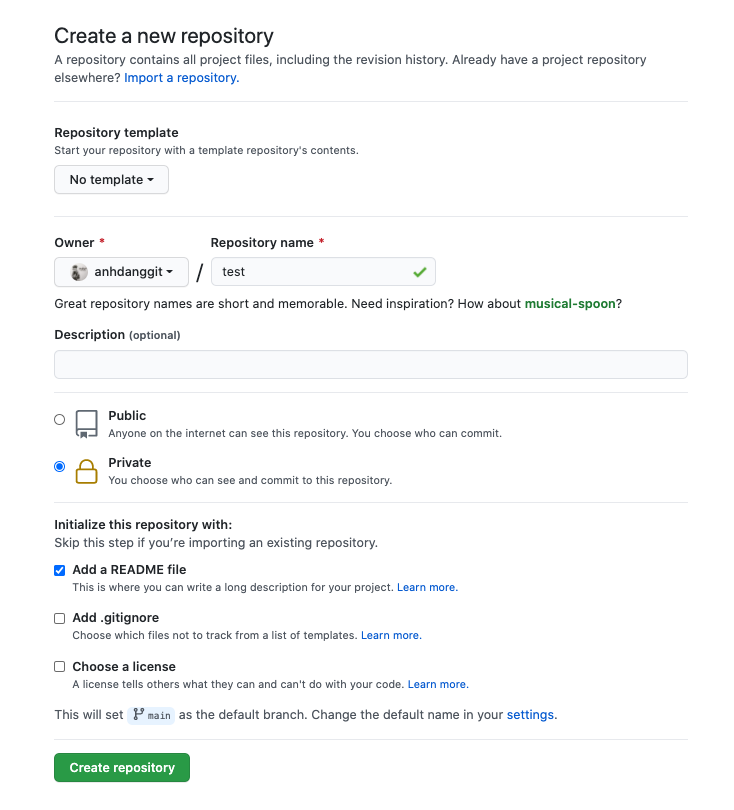 Create a new repository
A repository contains all project files, including the revision history. Already have a project repository
elsewhere? Import a repository.
Repository template
Start your repository with a template repository's contents.
No template
Owner *
Repository name *
anhdanggit / test
Great repository names are short and memorable. Need inspiration? How about musical-spoon?
Description (optional)
Public
Anyone on the internet can see this repository. You choose who can commit.
Private
You choose who can see and commit to this repository.
Initialize this repository with:
Skip this step if you’re importing an existing repository.
Add a README file
This is where you can write a long description for your project. Learn more.
Add .gitignore
Choose which files not to track from a list of templates. Learn more.
Choose a license
A license tells others what they can and can't do with your code. Learn more.
This will set main as the default branch. Change the default name in your settings.
Create repository